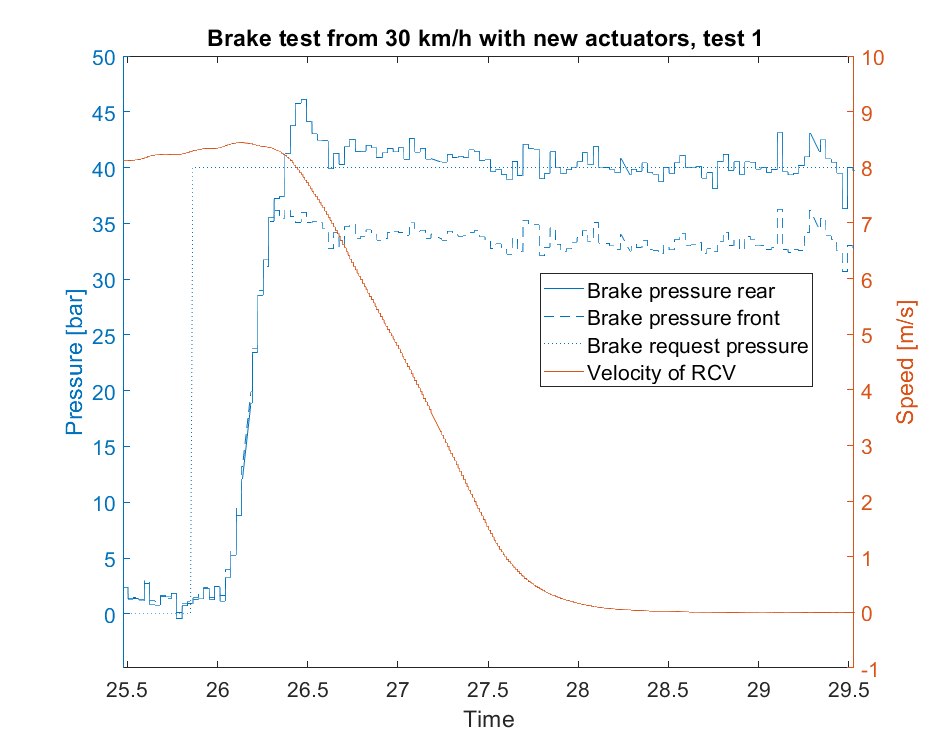 Brake test from 30 km/h with new actuators, test 1
50
45
40
35
30
25
20
15
10
5
0
Pressure [bar]
10
9
8
7
6
5
4
3
2
1
0
-1
Speed [m/s]
Brake pressure rear
Brake pressure front
Brake request pressure
Velocity of RCV
25.5 26 26.5 27 27.5 28 28.5 29 29.5
Time